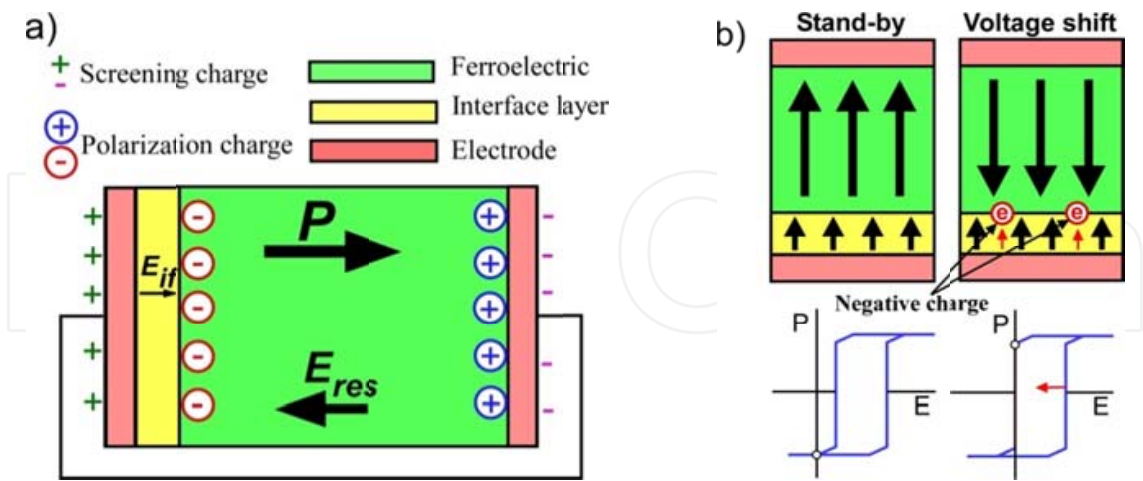 a)
+ Screening charge
-
+ Polarization charge
-
Ferroelectric
Interface layer
Electrode
+ - P + -
+ - + -
E_if
+ - + -
+ - + -
E_res
+ - + -
b)
Stand-by Voltage shift
e e
Negative charge
P P
E E